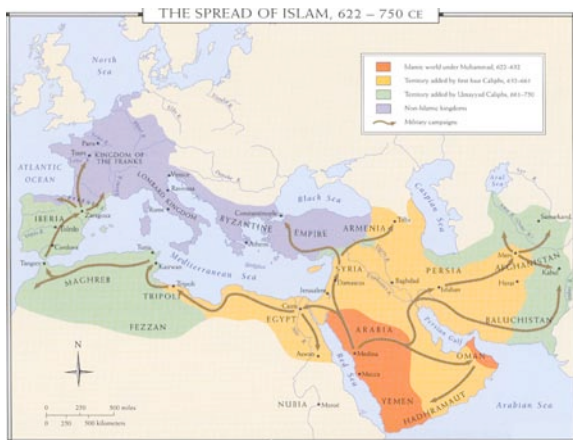 THE SPREAD OF ISLAM, 622 – 750 CE
Islamic world under Muhammad, 622–632
Territory added by first four Caliphs, 632–661
Territory added by Umayyad Caliphs, 661–750
Non-Islamic kingdoms
Military campaigns
North
Sea
ATLANTIC
OCEAN
Paris
Tours
KINGDOM OF
THE FRANKS
Venice
Ravenna
LOMBARD KINGDOM
Rome
Black Sea
Caspian Sea
Aral
Sea
Constantinople
BYZANTINE
EMPIRE
Athens
ARMENIA
Tiflis
Samarkand
IBERIA
Zaragoza
Toledo
Cordova
Tangier
MAGHREB
Tunis
Kairwan
Mediterranean Sea
Tripoli
TRIPOLI
FEZZAN
SYRIA
Damascus
Jerusalem
Baghdad
PERSIA
Isfahan
Merv
Herat
AFGHANISTAN
Kabul
BALUCHISTAN
Cairo
EGYPT
Aswan
ARABIA
Medina
Mecca
Red Sea
Persian Gulf
OMAN
YEMEN
HADHRAMAUT
NUBIA
Arabian Sea
N
0 250 500 miles
0 250 500 kilometers